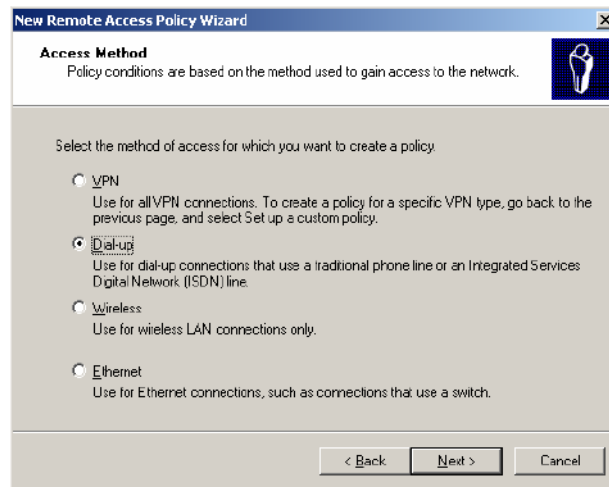 New Remote Access Policy Wizard
Access Method
Policy conditions are based on the method used to gain access to the network.
Select the method of access for which you want to create a policy.
VPN
Use for all VPN connections. To create a policy for a specific VPN type, go back to the
previous page, and select Set up a custom policy.
Dial-up
Use for dial-up connections that use a traditional phone line or an Integrated Services
Digital Network (ISDN) line.
Wireless
Use for wireless LAN connections only.
Ethernet
Use for Ethernet connections, such as connections that use a switch.
< Back Next > Cancel